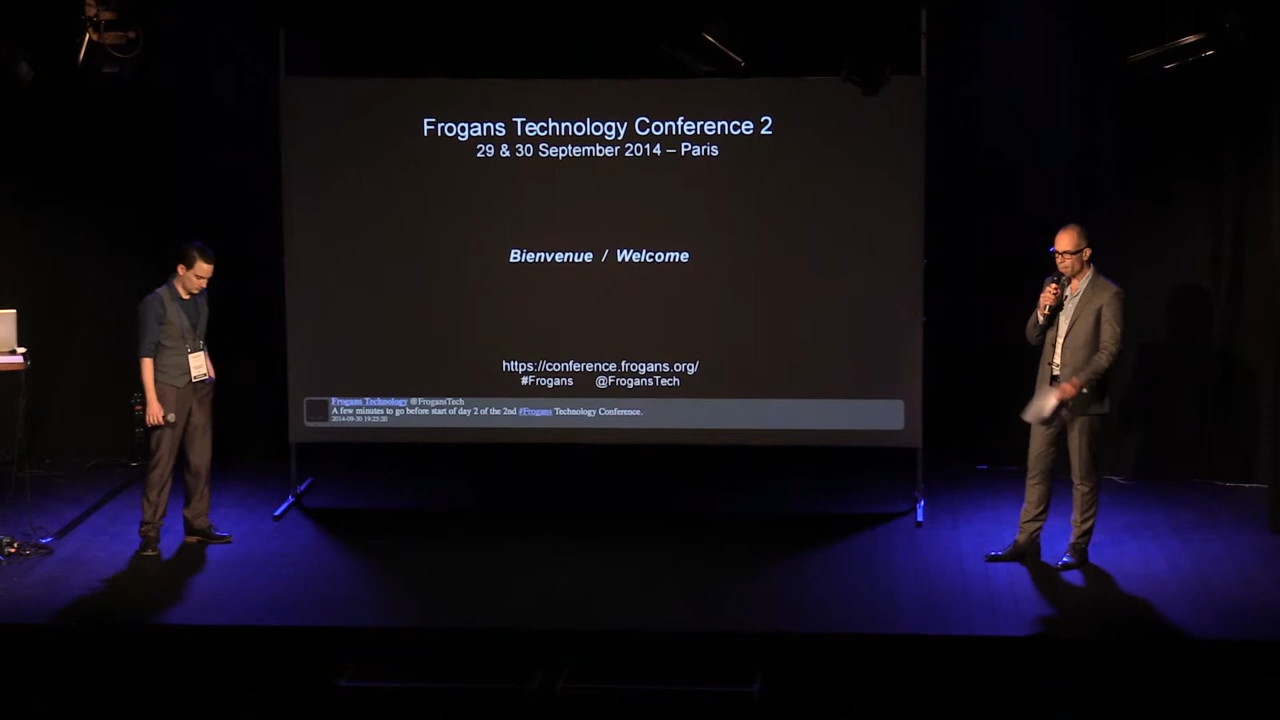 Frogans Technology Conference 2
29 & 30 September 2014 – Paris
Bienvenue / Welcome
https://conference.frogans.org/
#Frogans @FrogansTech
Frogans Technology @FrogansTech
A few minutes to go before start of day 2 of the 2nd #Frogans Technology Conference.
2014-09-30 19:25:20